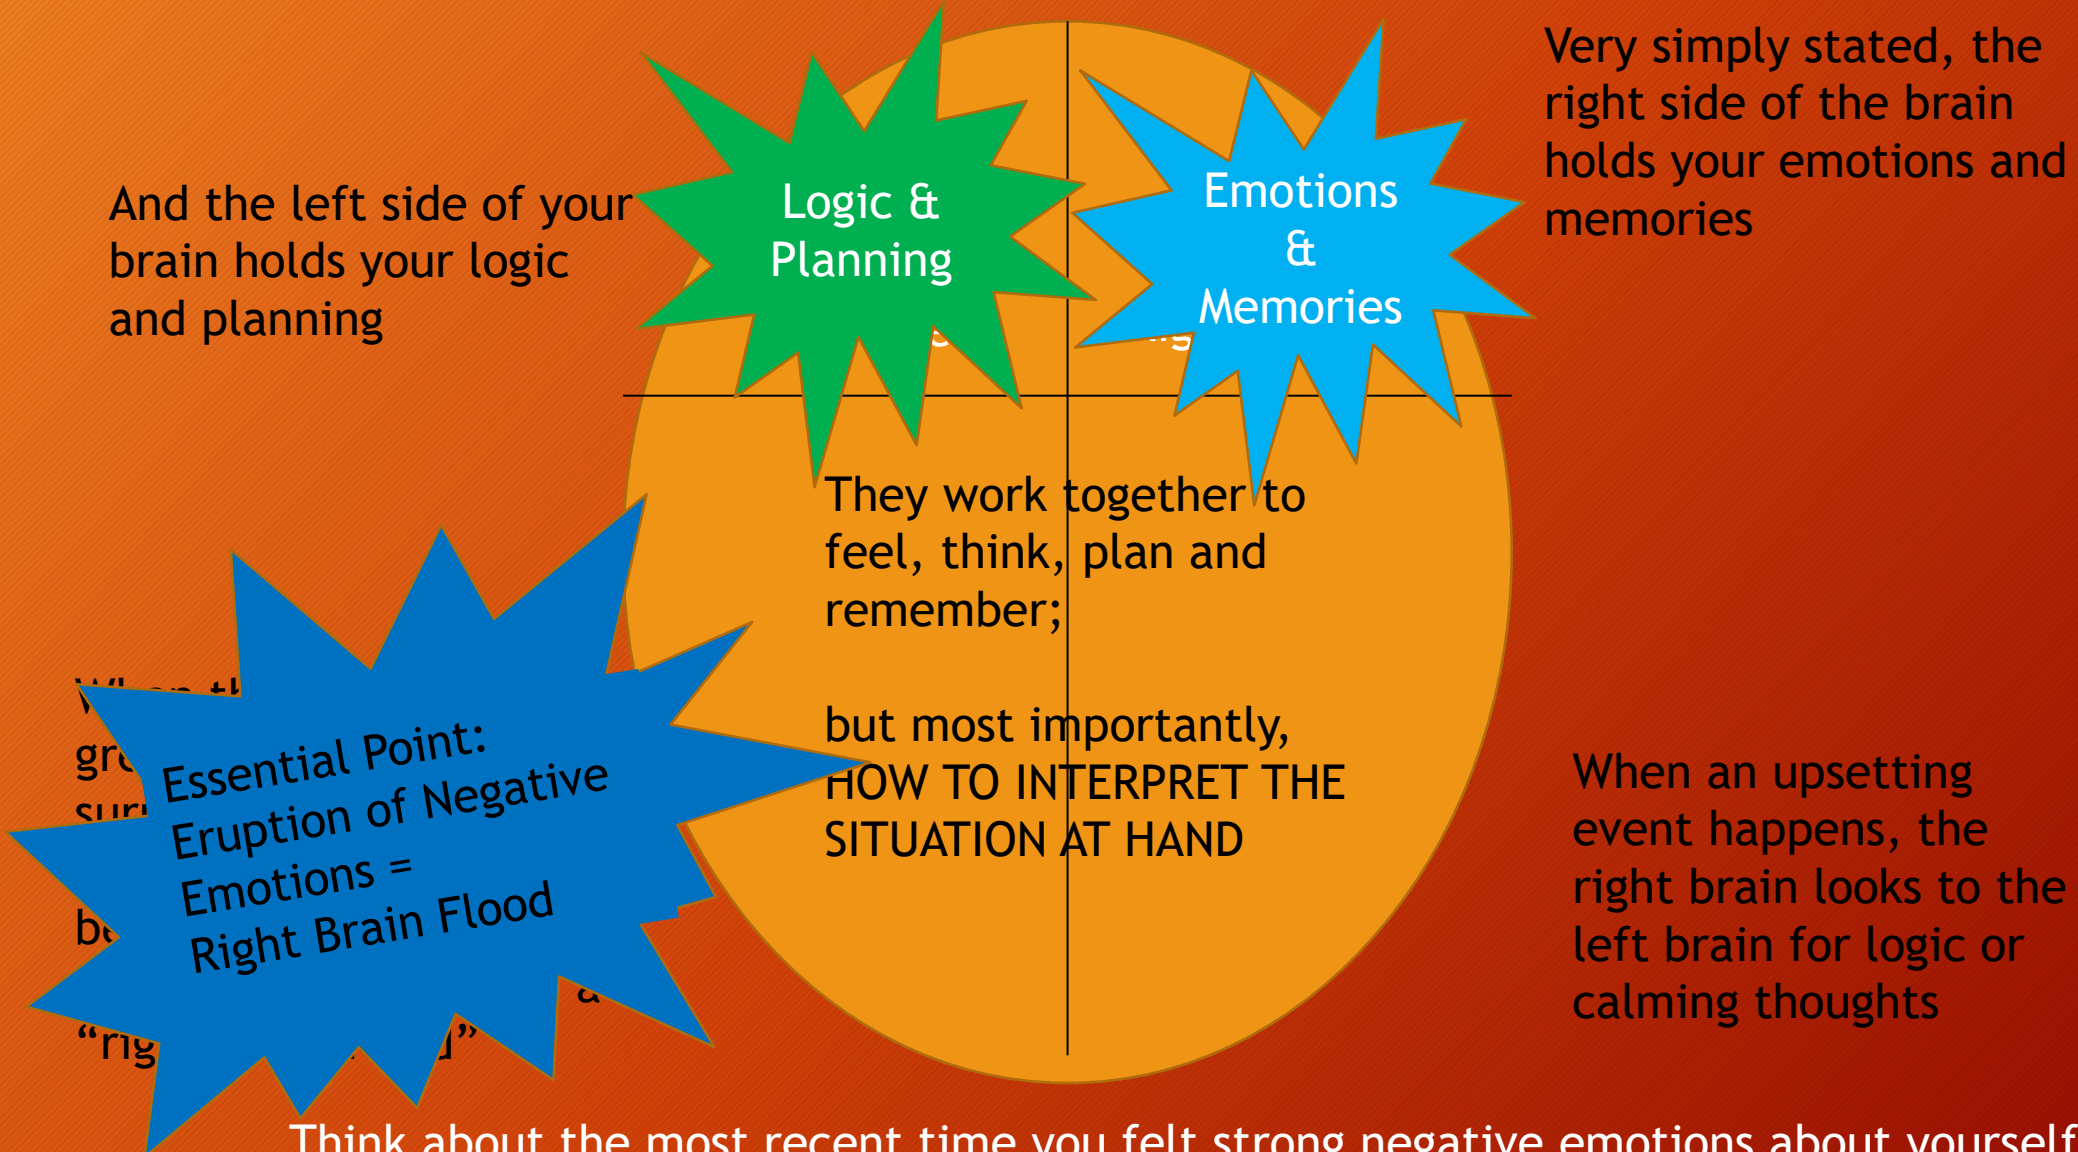 Very simply stated, the
right side of the brain
holds your emotions and
memories
And the left side of your
brain holds your logic
and planning
Logic &
Planning
Emotions
&
Memories
They work together to
feel, think, plan and
remember;
but most importantly,
HOW TO INTERPRET THE
SITUATION AT HAND
Essential Point:
Eruption of Negative
Emotions =
Right Brain Flood
When an upsetting
event happens, the
right brain looks to the
left brain for logic or
calming thoughts
Think about the most recent time you felt strong negative emotions about yourself